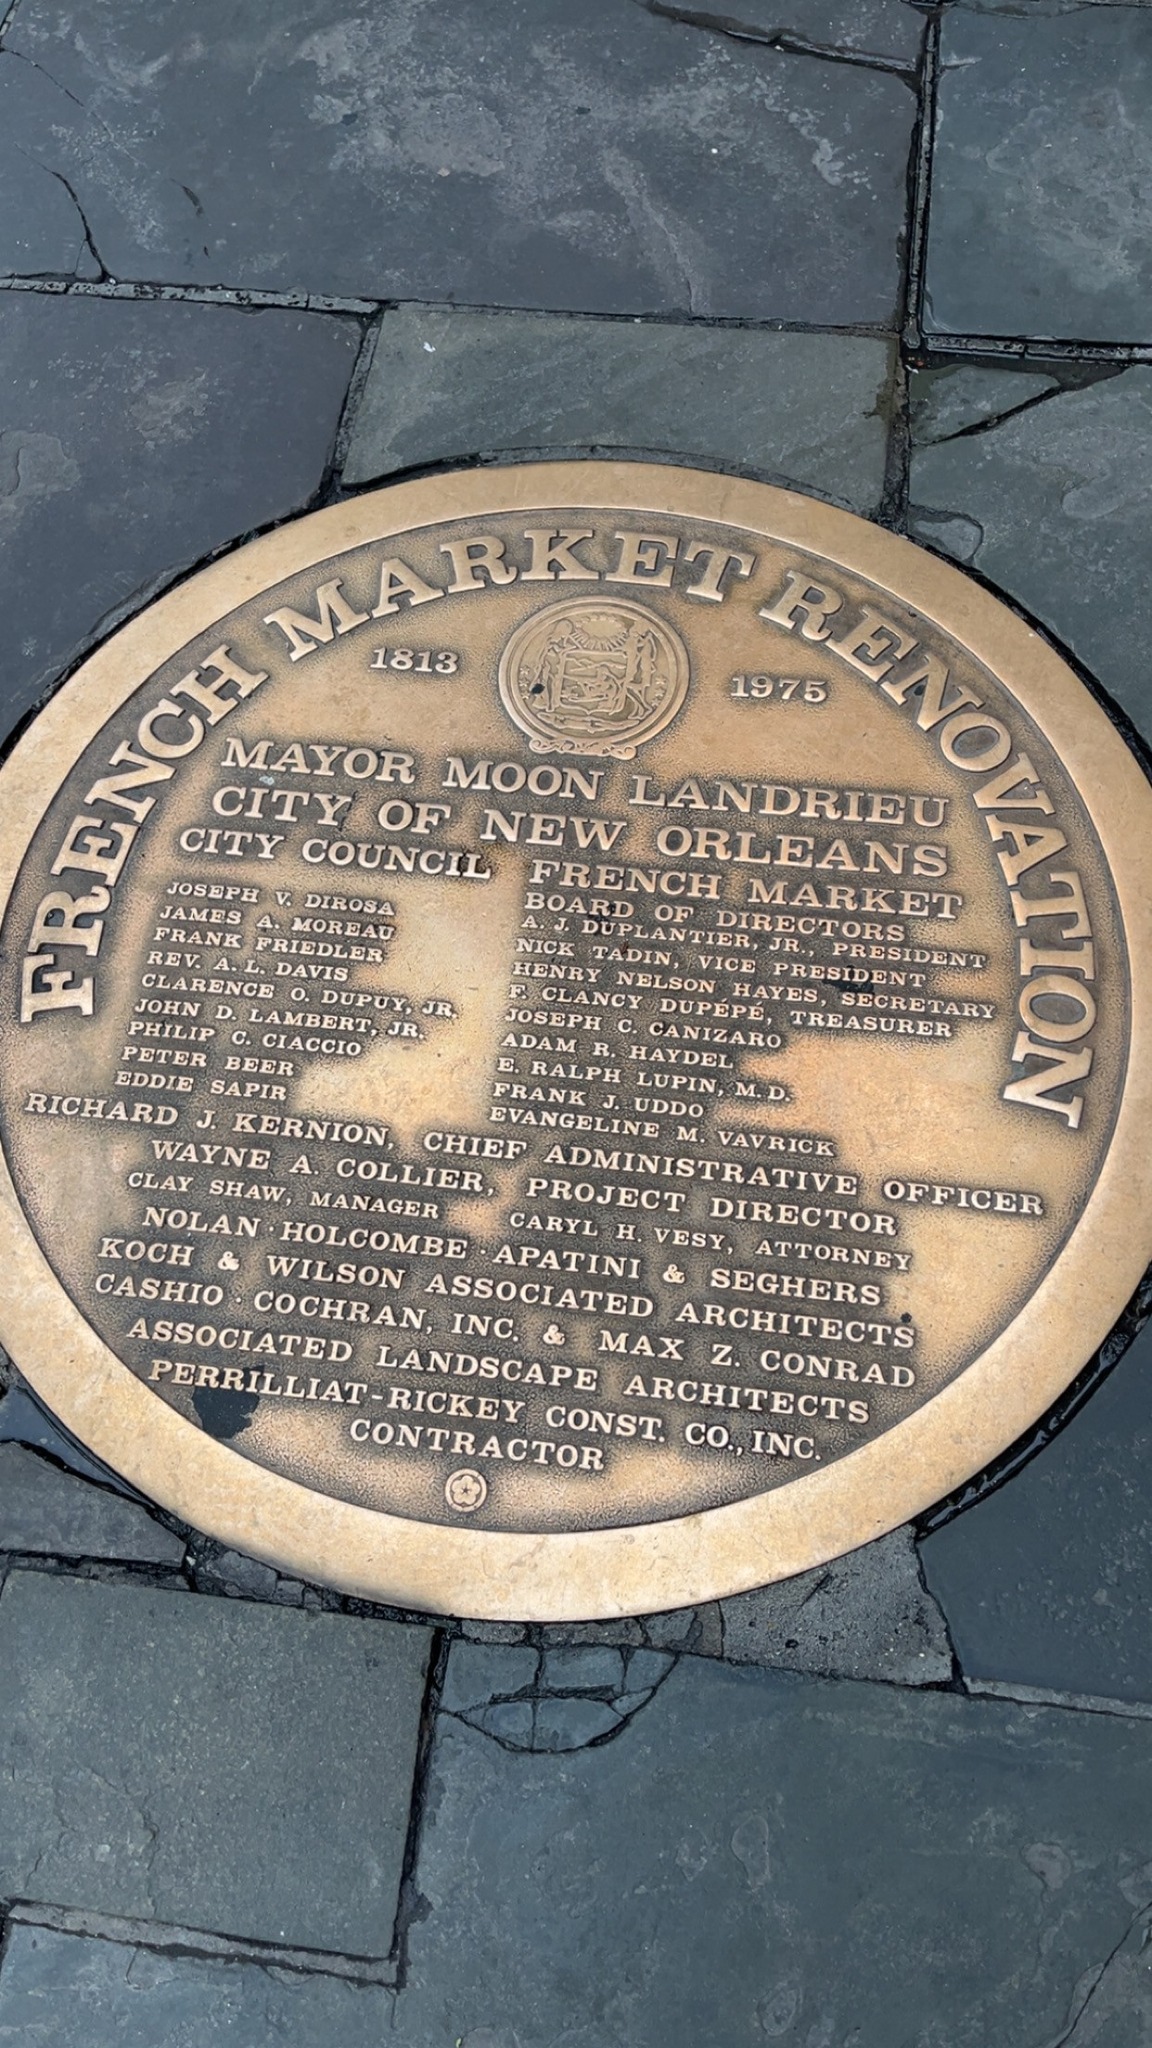 FRENCH MARKET RENOVATION
1813
1975
MAYOR MOON LANDRIEU
CITY OF NEW ORLEANS
CITY COUNCIL
JOSEPH V. DIROSA
JAMES A. MOREAU
FRANK FRIEDLER
REV. A. L. DAVIS
CLARENCE O. DUPUY, JR.
JOHN D. LAMBERT, JR.
PHILIP C. CIACCIO
PETER BEER
EDDIE SAPIR
FRENCH MARKET
BOARD OF DIRECTORS
A. J. DUPLANTIER, JR., PRESIDENT
NICK TADIN, VICE PRESIDENT
HENRY NELSON HAYES, SECRETARY
F. CLANCY DUPÉPÉ, TREASURER
JOSEPH C. CANIZARO
ADAM R. HAYDEL
E. RALPH LUPIN, M.D.
FRANK J. UDDO
EVANGELINE M. VAVRICK
RICHARD J. KERNION, CHIEF ADMINISTRATIVE OFFICER
WAYNE A. COLLIER, PROJECT DIRECTOR
CLAY SHAW, MANAGER
CARYL H. VESY, ATTORNEY
NOLAN · HOLCOMBE · APATINI & SEGHERS
KOCH & WILSON ASSOCIATED ARCHITECTS
CASHIO · COCHRAN, INC. & MAX Z. CONRAD
ASSOCIATED LANDSCAPE ARCHITECTS
PERRILLIAT-RICKEY CONST. CO., INC.
CONTRACTOR